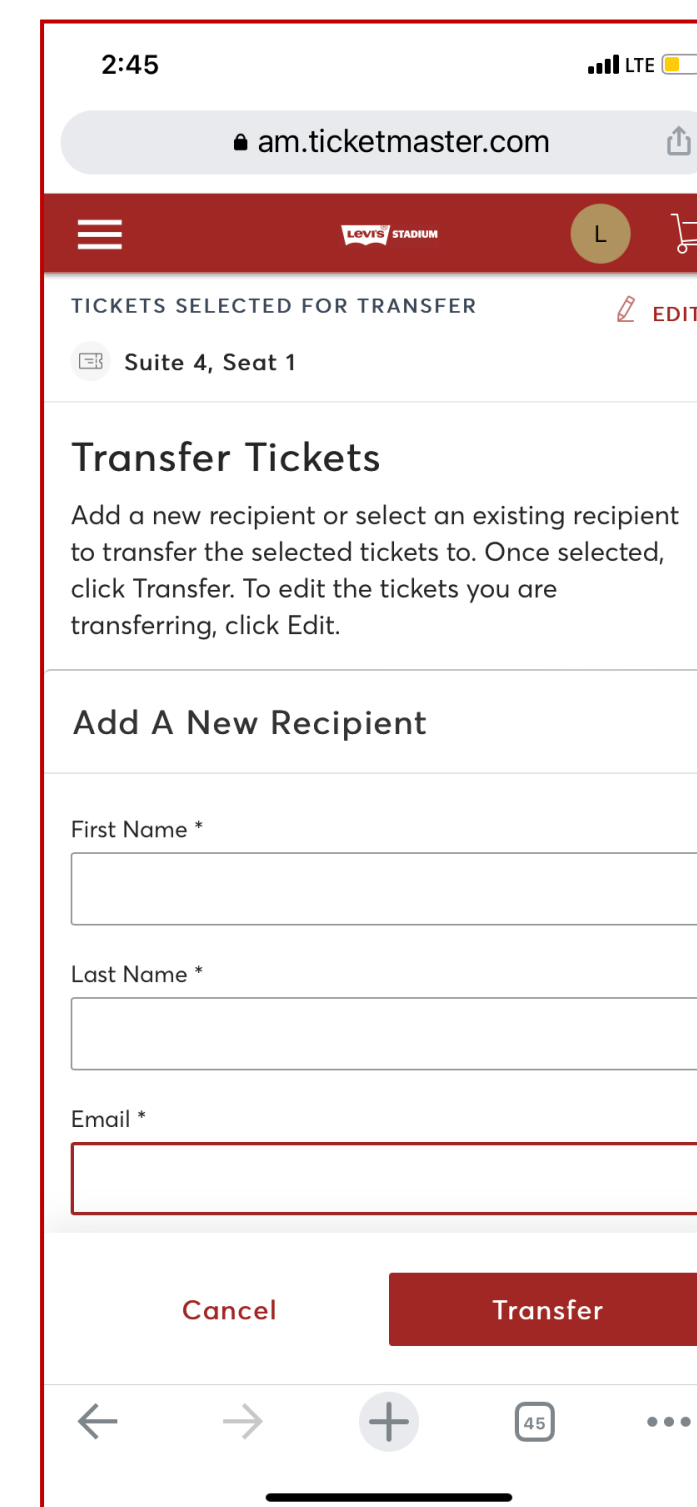 2:45
LTE
am.ticketmaster.com
LEVI'S STADIUM
L
TICKETS SELECTED FOR TRANSFER
EDIT
Suite 4, Seat 1
Transfer Tickets
Add a new recipient or select an existing recipient
to transfer the selected tickets to. Once selected,
click Transfer. To edit the tickets you are
transferring, click Edit.
Add A New Recipient
First Name *
Last Name *
Email *
Cancel
Transfer
45